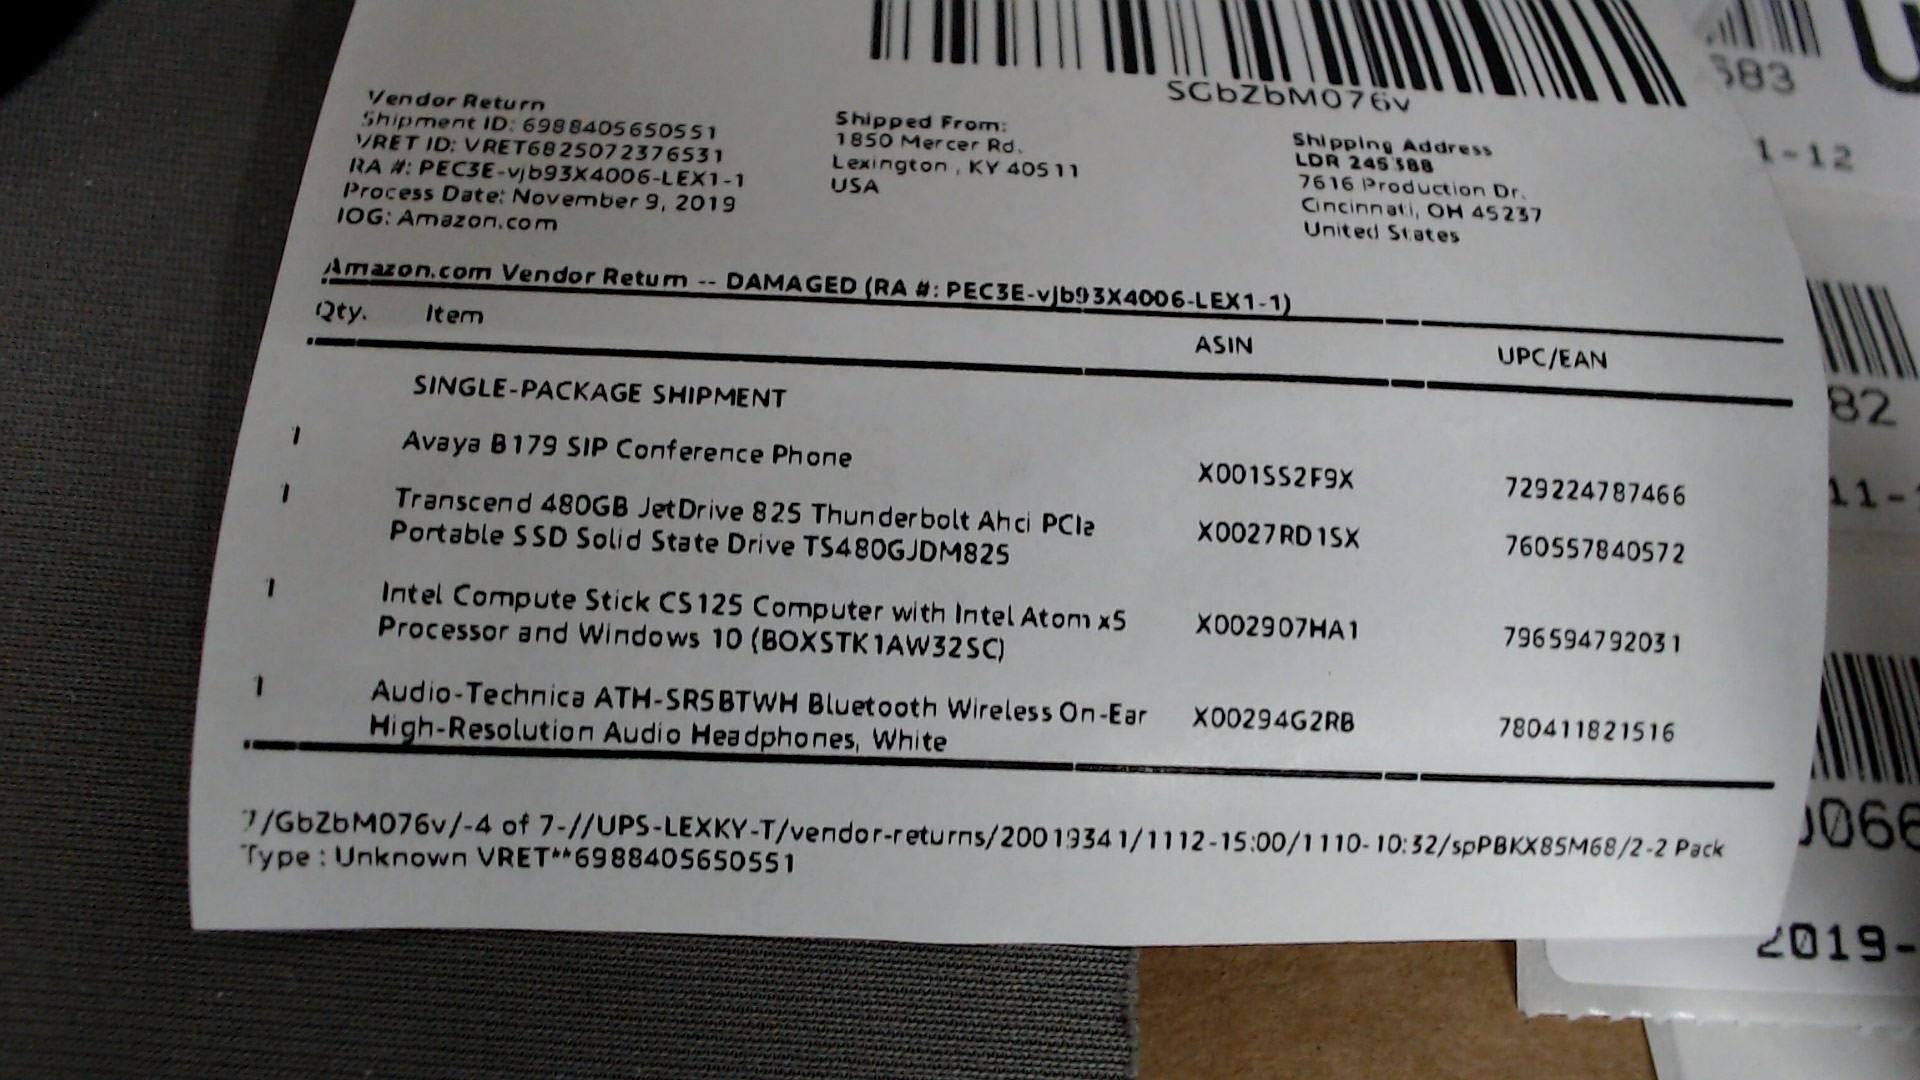 SGbZbM076v
Vendor Return
Shipment ID: 6988405650551
VRET ID: VRET6825072376531
RA #: PEC3E-vjb93X4006-LEX1-1
Process Date: November 9, 2019
IOG: Amazon.com
Shipped From:
1850 Mercer Rd.
Lexington , KY 40511
USA
Shipping Address
LDR
7616 Production Dr.
Cincinnati, OH 45237
United States
Amazon.com Vendor Return -- DAMAGED (RA #: PEC3E-vjb93X4006-LEX1-1)
Qty. Item ASIN UPC/EAN
SINGLE-PACKAGE SHIPMENT
1 Avaya B179 SIP Conference Phone X001SS2F9X 729224787466
1 Transcend 480GB JetDrive 825 Thunderbolt Ahci PCIe X0027RD1SX 760557840572
Portable SSD Solid State Drive TS480GJDM825
1 Intel Compute Stick CS125 Computer with Intel Atom x5 X002907HA1 796594792031
Processor and Windows 10 (BOXSTK1AW32SC)
1 Audio-Technica ATH-SR5BTWH Bluetooth Wireless On-Ear X00294G2RB 780411821516
High-Resolution Audio Headphones, White
7/GbZbM076v/-4 of 7-//UPS-LEXKY-T/vendor-returns/20019341/1112-15:00/1110-10:32/spPBKX85M68/2-2 Pack
Type : Unknown VRET**6988405650551
583
1-12
82
11-
066
2019-